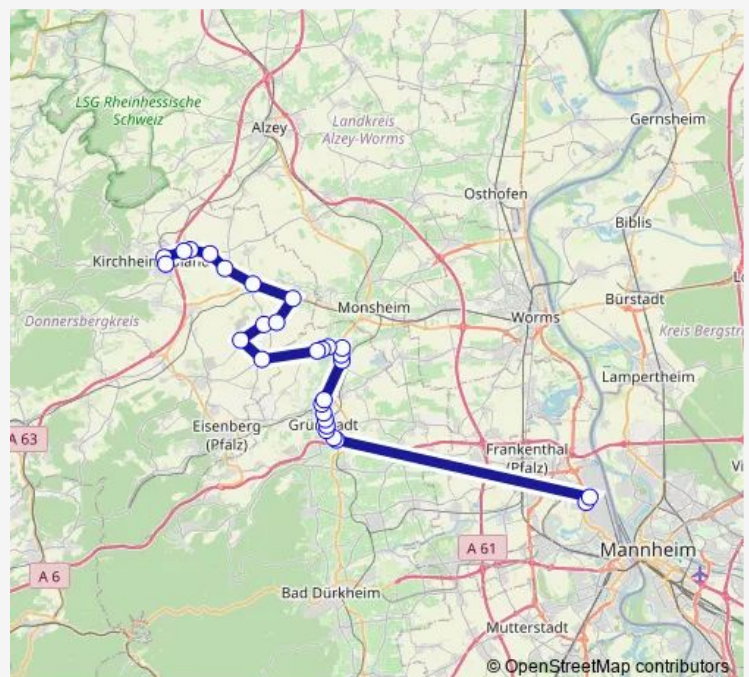 LSG Rheinhessische
Schweiz
Alzey
Landkreis
Alzey-Worms
Gernsheim
Osthofen
Biblis
Kirchheim
Bürstadt
Monsheim
Worms
Donnersbergkreis
Kreis Bergstra
Lampertheim
Eisenberg
(Pfalz)
A 63
Frankenthal
(Pfalz)
A 61
Mannheim
A 6
Bad Dürkheim
Mutterstadt
© OpenStreetMap contributors